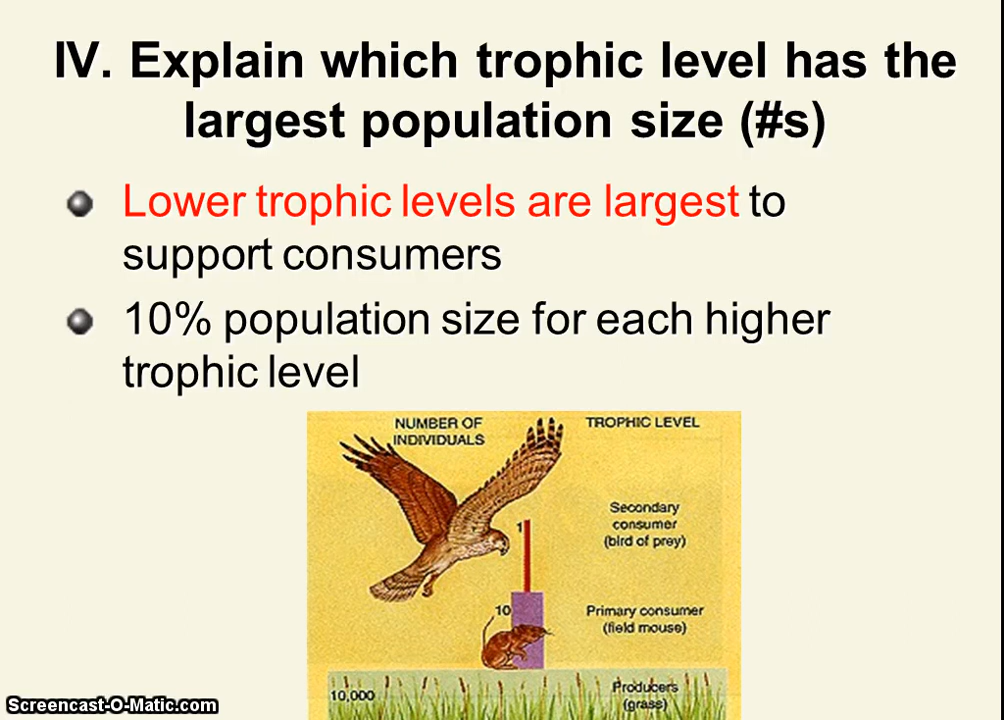 IV. Explain which trophic level has the
largest population size (#s)
Lower trophic levels are largest to
support consumers
10% population size for each higher
trophic level
NUMBER OF
INDIVIDUALS
TROPHIC LEVEL
1
Secondary
consumer
(bird of prey)
10
Primary consumer
(field mouse)
10,000
Producers
(grass)
Screencast-O-Matic.com